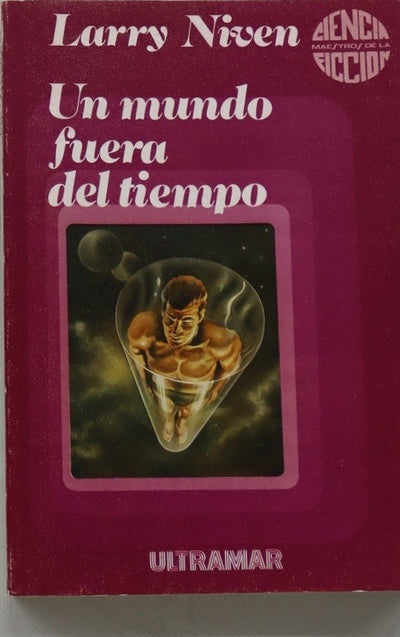 Larry Niven
CIENCIA
MAESTROS DE LA
FICCION
Un mundo
fuera
del tiempo
ULTRAMAR